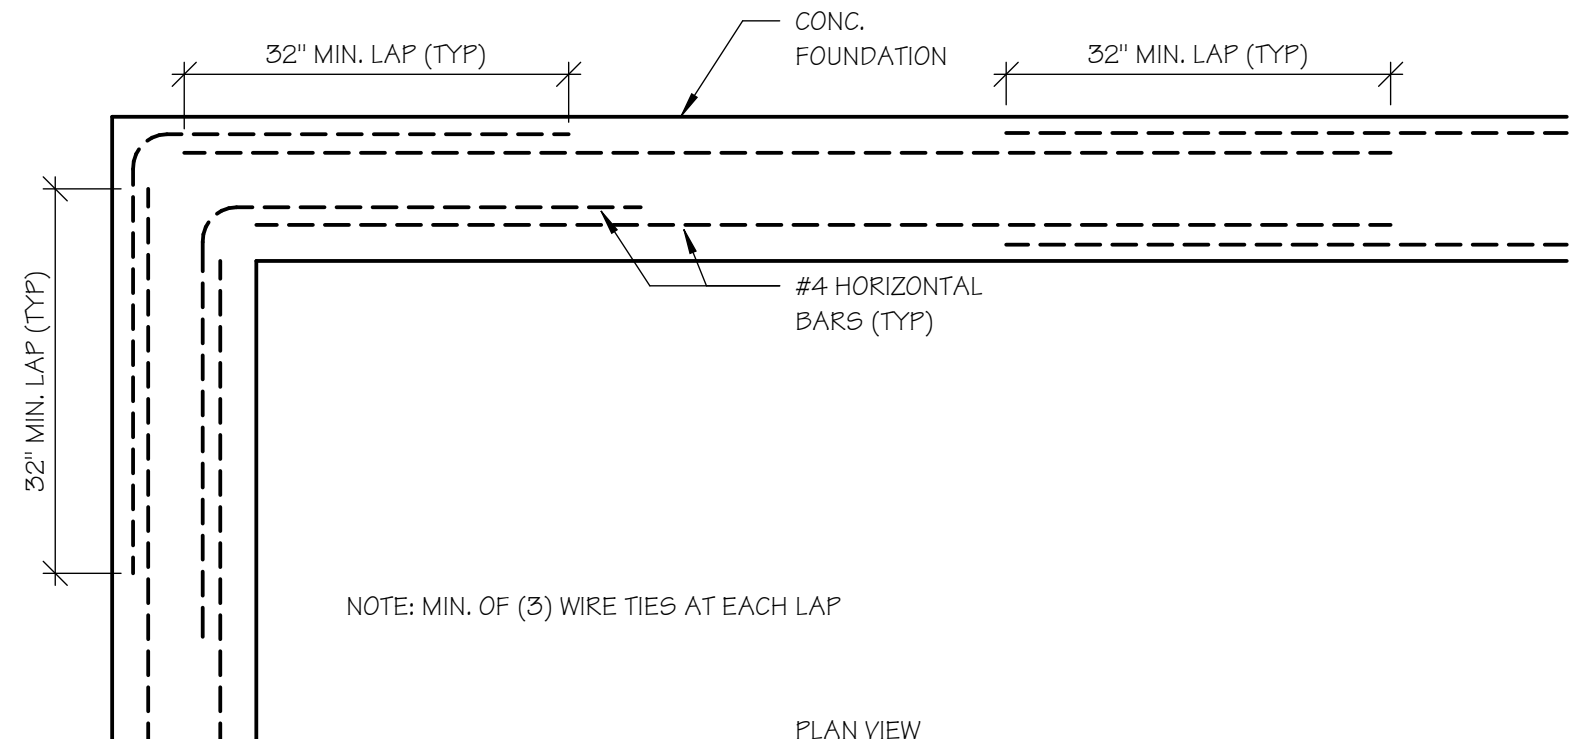 CONC.
FOUNDATION
32" MIN. LAP (TYP)
32" MIN. LAP (TYP)
#4 HORIZONTAL
BARS (TYP)
32" MIN. LAP (TYP)
NOTE: MIN. OF (3) WIRE TIES AT EACH LAP
PLAN VIEW